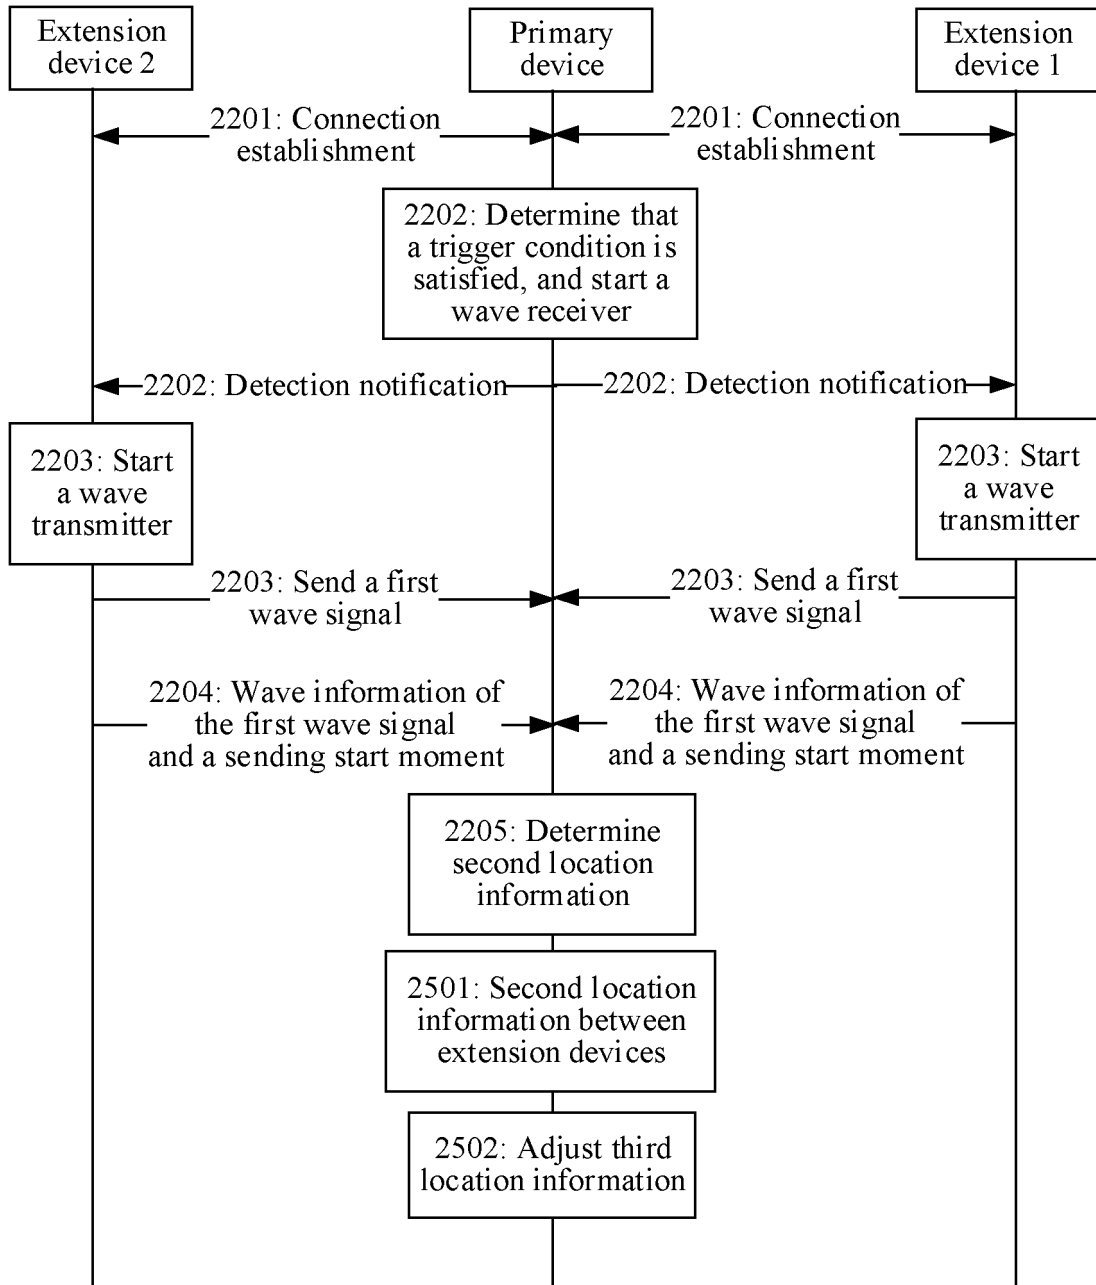 Extension
device 2
Primary
device
Extension
device 1
2201: Connection
establishment
2201: Connection
establishment
2202: Determine that
a trigger condition is
satisfied, and start a
wave receiver
2202: Detection notification
2202: Detection notification
2203: Start
a wave
transmitter
2203: Start
a wave
transmitter
2203: Send a first
wave signal
2203: Send a first
wave signal
2204: Wave information of
the first wave signal
and a sending start moment
2204: Wave information of
the first wave signal
and a sending start moment
2205: Determine
second location
information
2501: Second location
information between
extension devices
2502: Adjust third
location information